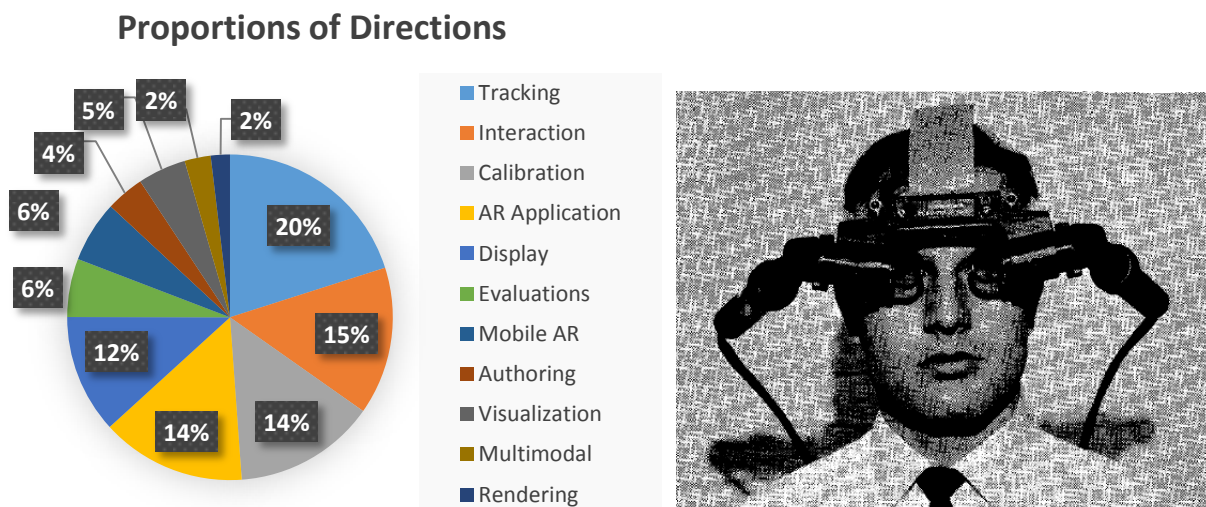 Proportions of Directions
5%
2%
2%
4%
6%
20%
6%
15%
12%
14%
14%
Tracking
Interaction
Calibration
AR Application
Display
Evaluations
Mobile AR
Authoring
Visualization
Multimodal
Rendering